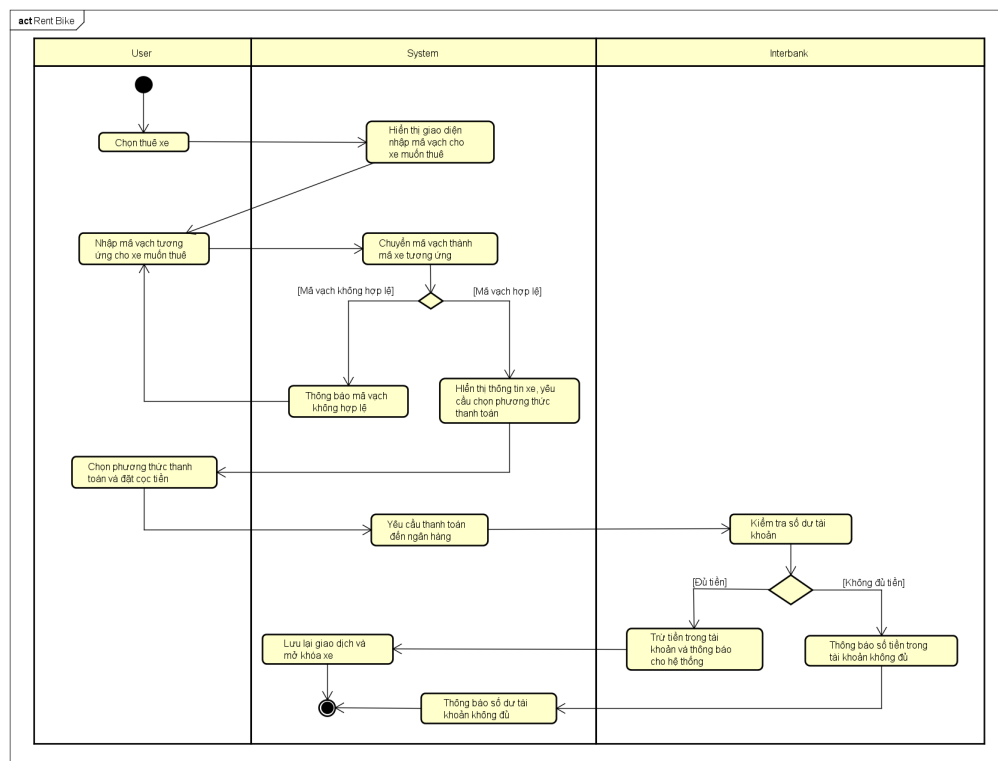 act Rent Bike
User
System
Interbank
Chọn thuê xe
Hiển thị giao diện
nhập mã vạch cho
xe muốn thuê
Nhập mã vạch tương
ứng cho xe muốn thuê
Chuyển mã vạch thành
mã xe tương ứng
[Mã vạch không hợp lệ]
[Mã vạch hợp lệ]
Thông báo mã vạch
không hợp lệ
HIển thị thông tin xe, yêu
cầu chọn phương thức
thanh toán
Chọn phương thức thanh
toán và đặt cọc tiền
Yêu cầu thanh toán
đến ngân hàng
Kiểm tra số dư tài
khoản
[Đủ tiền]
[Không đủ tiền]
Lưu lại giao dịch và
mở khóa xe
Trừ tiền trong tài
khoản và thông báo
cho hệ thống
Thông báo số tiền trong
tài khoản không đủ
Thông báo số dư tài
khoản không đủ